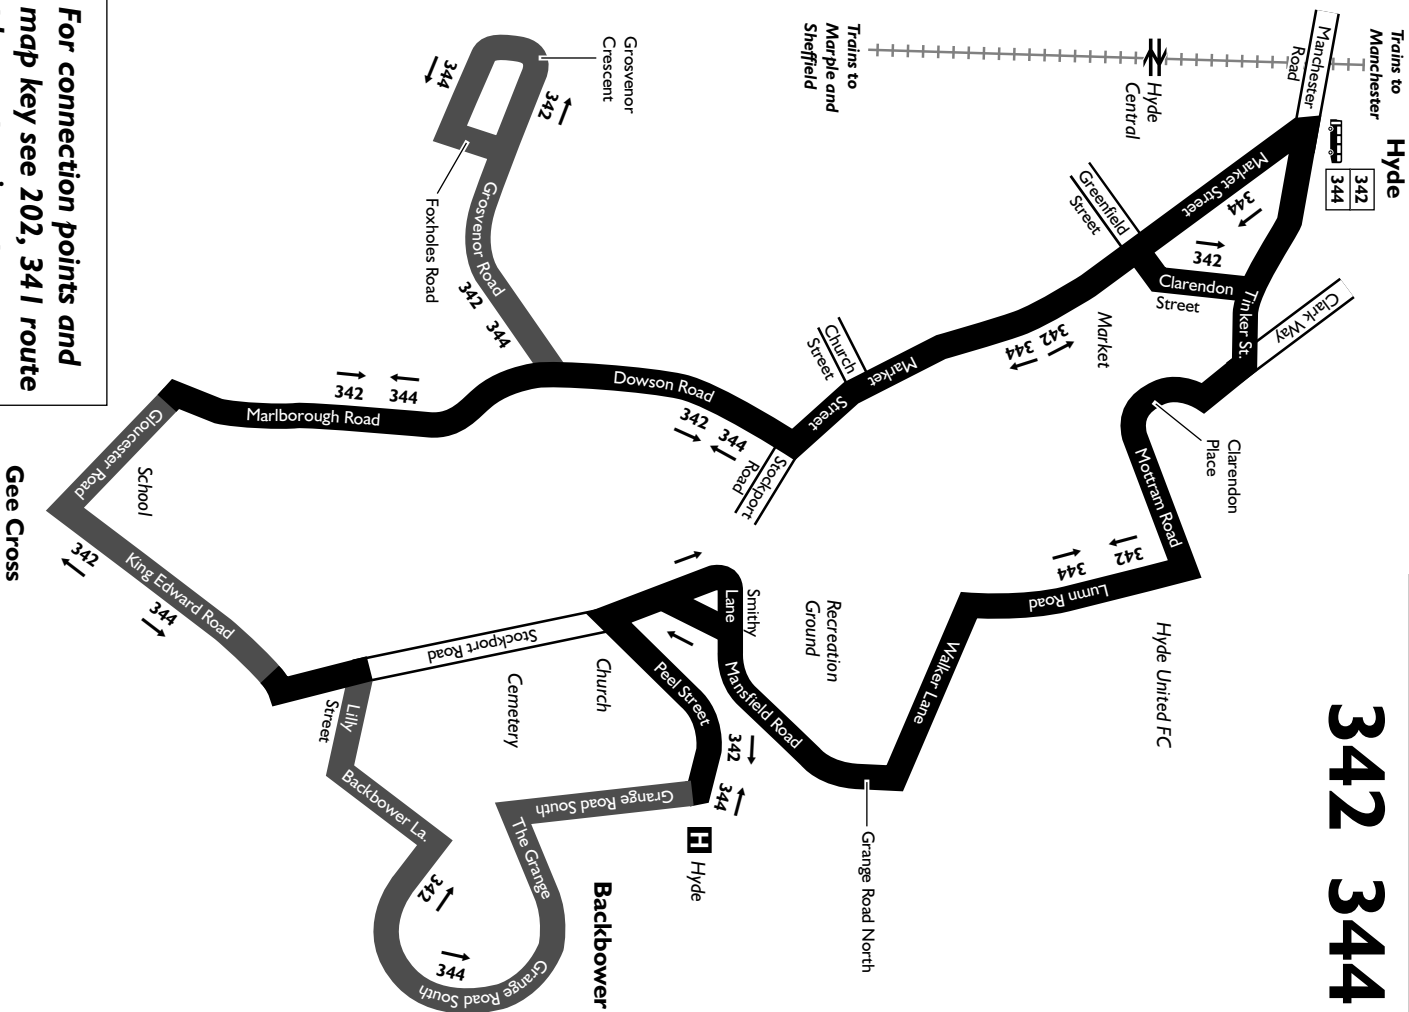 342 344
Trains to
Manchester
Hyde
342
344
Manchester
Road
Trains to
Marple and
Sheffield
Hyde
Central
Market Street
344
342
Greenfield
Street
Clarendon
Street
Tinker St.
Clark Way
Market
342
344
Church
Street
Market
Street
Clarendon
Place
Mottram Road
342
344
Lumn Road
Hyde United FC
Walker Lane
Grange Road North
Recreation
Ground
Smithy
Lane
Mansfield Road
Peel Street
342
344
Hyde
H
Grosvenor
Crescent
344
342
Foxholes Road
Grosvenor Road
342
344
Dowson Road
342
344
Stockport
Road
342
344
Marlborough Road
Gloucester Road
School
Gee Cross
342
King Edward Road
344
Stockport Road
Church
Cemetery
Lilly
Street
Backbower La.
342
344
Grange Road South
The Grange
Grange Road South
Backbower
For connection points and
map key see 202, 341 route